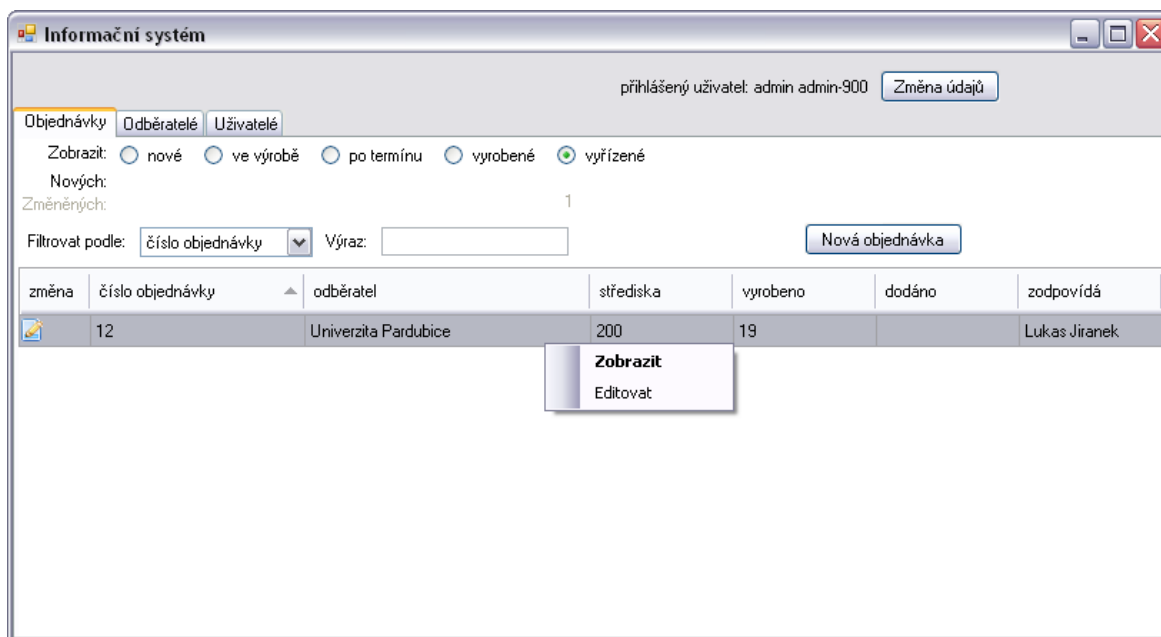 Informační systém
přihlášený uživatel: admin admin-900 Změna údajů
Objednávky Odběratelé Uživatelé
Zobrazit: nové ve výrobě po termínu vyrobené vyřízené
Nových:
Změněných: 1
Filtrovat podle: číslo objednávky Výraz: Nová objednávka
změna číslo objednávky odběratel střediska vyrobeno dodáno zodpovídá
12 Univerzita Pardubice 200 19 Lukas Jiranek
Zobrazit
Editovat